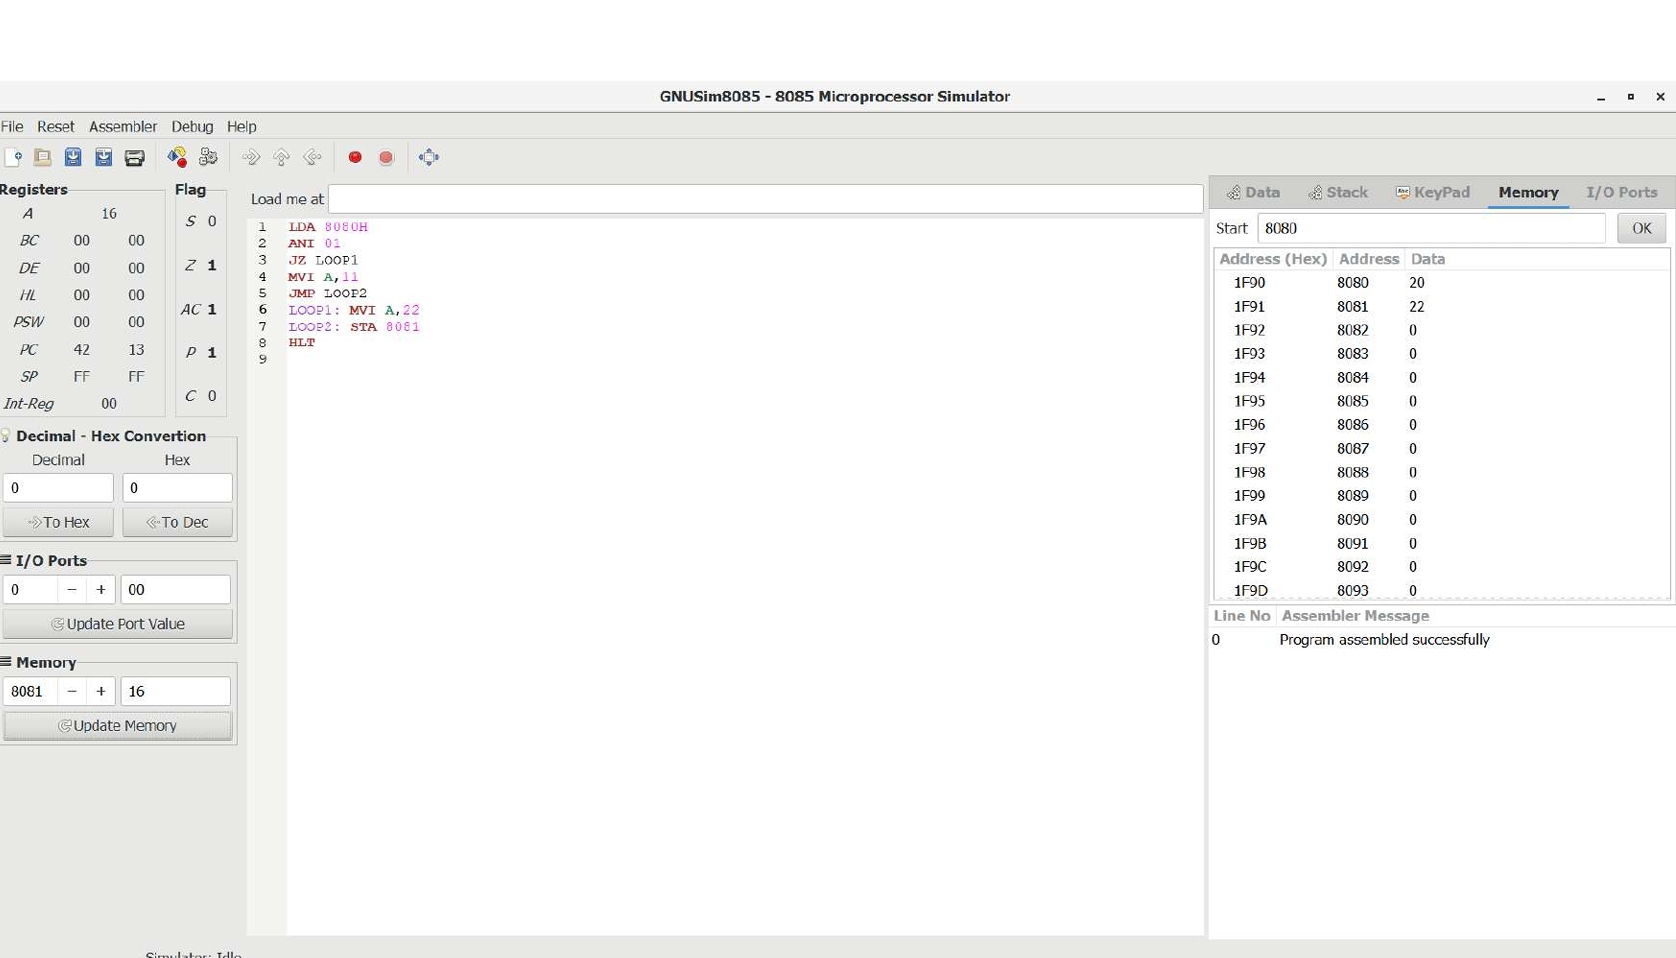 GNUSim8085 - 8085 Microprocessor Simulator
File Reset Assembler Debug Help
Registers
A 16
BC 00 00
DE 00 00
HL 00 00
PSW 00 00
PC 42 13
SP FF FF
Int-Reg 00
Flag
S 0
Z 1
AC 1
P 1
C 0
Decimal - Hex Convertion
Decimal Hex
0 0
To Hex To Dec
I/O Ports
0 − + 00
Update Port Value
Memory
8081 − + 16
Update Memory
Load me at
1 LDA 8080H
2 ANI 01
3 JZ LOOP1
4 MVI A,11
5 JMP LOOP2
6 LOOP1: MVI A,22
7 LOOP2: STA 8081
8 HLT
9
Data Stack KeyPad Memory I/O Ports
Start 8080 OK
Address (Hex) Address Data
1F90 8080 20
1F91 8081 22
1F92 8082 0
1F93 8083 0
1F94 8084 0
1F95 8085 0
1F96 8086 0
1F97 8087 0
1F98 8088 0
1F99 8089 0
1F9A 8090 0
1F9B 8091 0
1F9C 8092 0
1F9D 8093 0
Line No Assembler Message
0 Program assembled successfully
Simulator: Idle